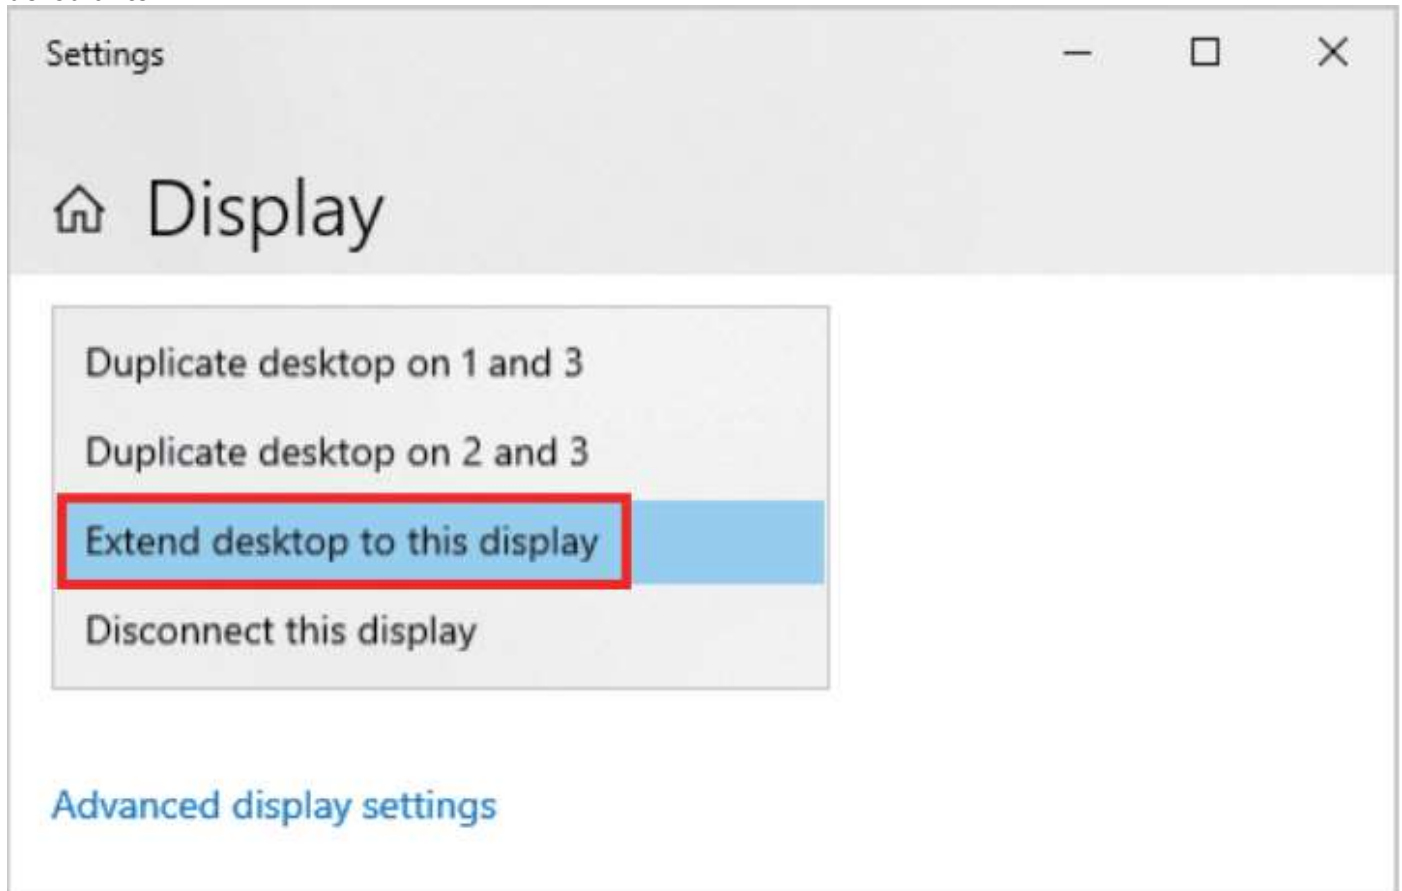 Settings
Display
Duplicate desktop on 1 and 3
Duplicate desktop on 2 and 3
Extend desktop to this display
Disconnect this display
Advanced display settings